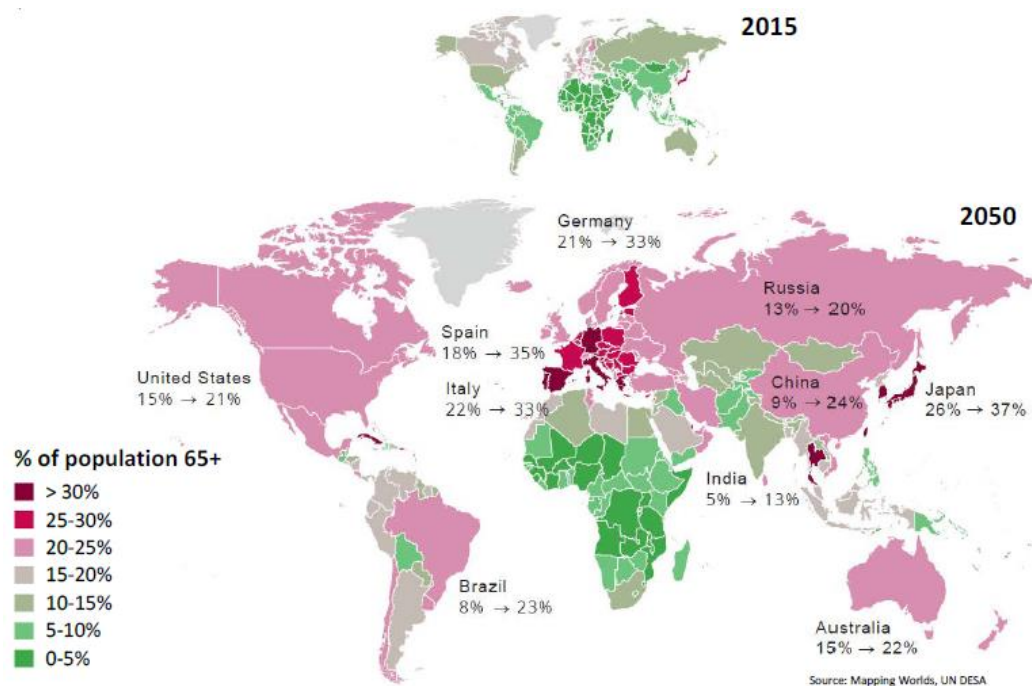 2015
2050
Germany
21% → 33%
Russia
13% → 20%
Spain
18% → 35%
United States
15% → 21%
Italy
22% → 33%
China
9% → 24%
Japan
26% → 37%
% of population 65+
> 30%
25-30%
20-25%
15-20%
10-15%
5-10%
0-5%
India
5% → 13%
Brazil
8% → 23%
Australia
15% → 22%
Source: Mapping Worlds, UN DESA